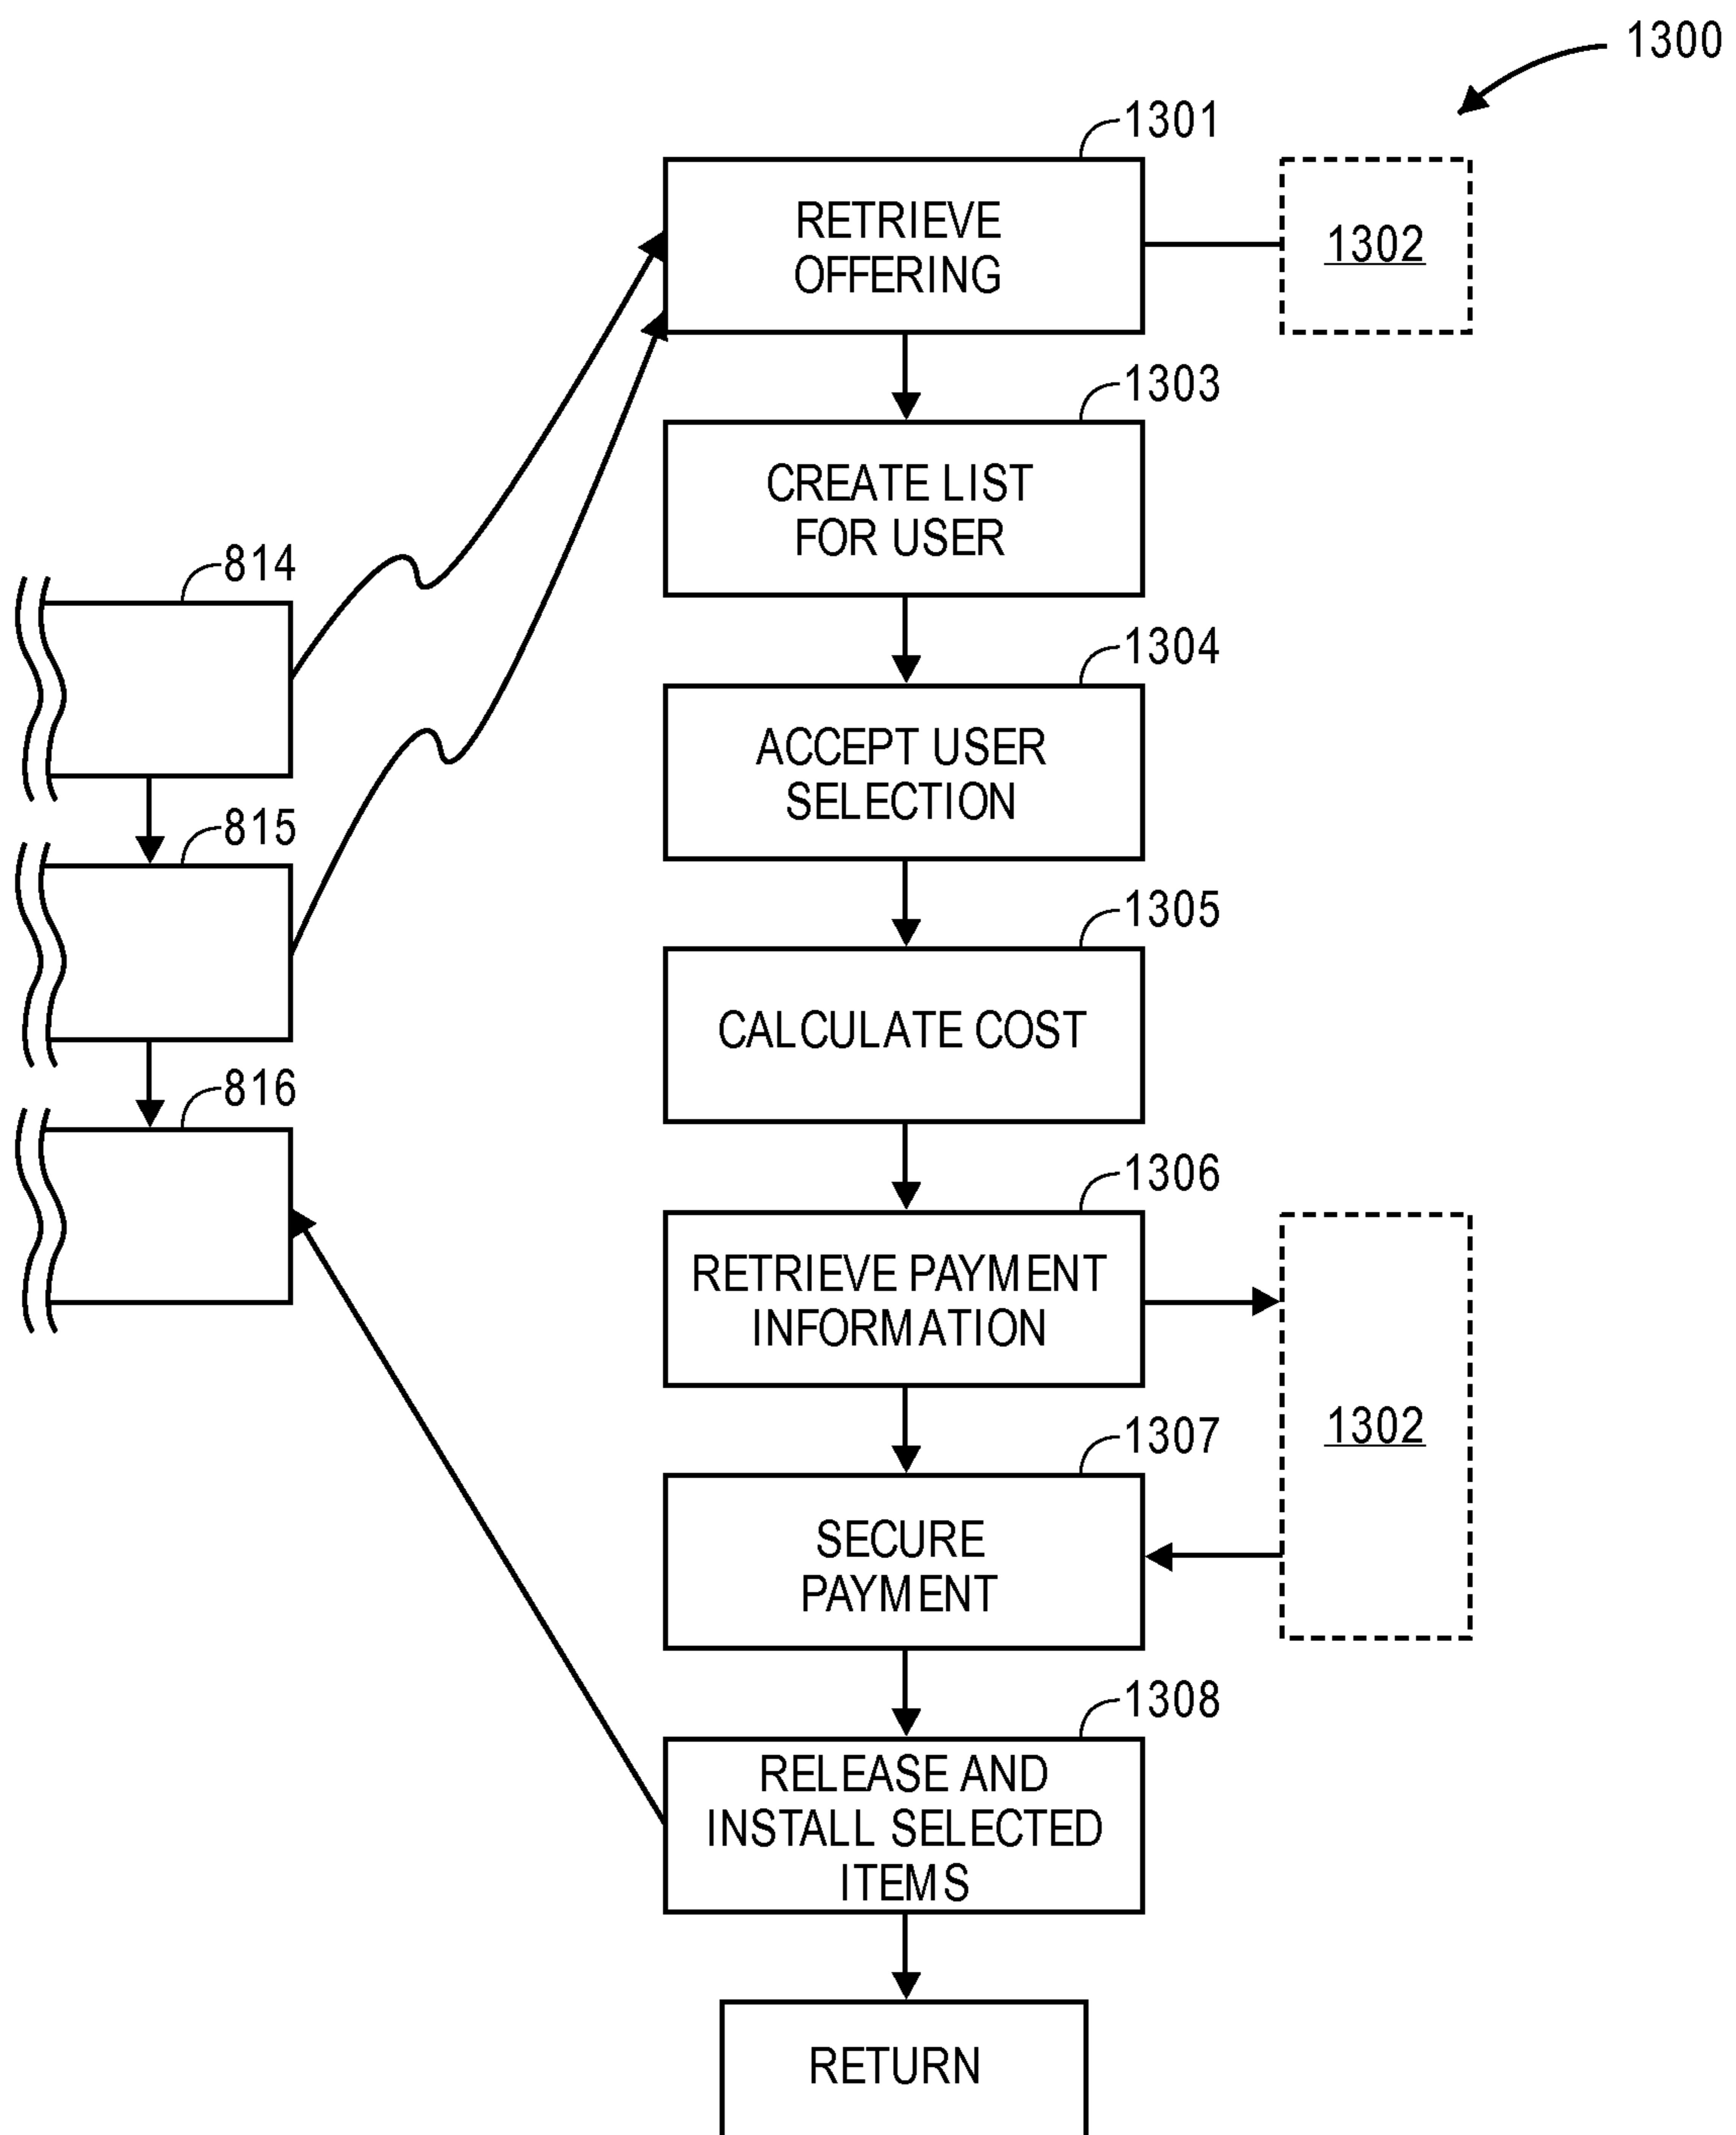 1300
1301
RETRIEVE
OFFERING
1302
1303
CREATE LIST
FOR USER
814
1304
ACCEPT USER
SELECTION
815
1305
CALCULATE COST
816
1306
RETRIEVE PAYMENT
INFORMATION
1302
1307
SECURE
PAYMENT
1308
RELEASE AND
INSTALL SELECTED
ITEMS
RETURN